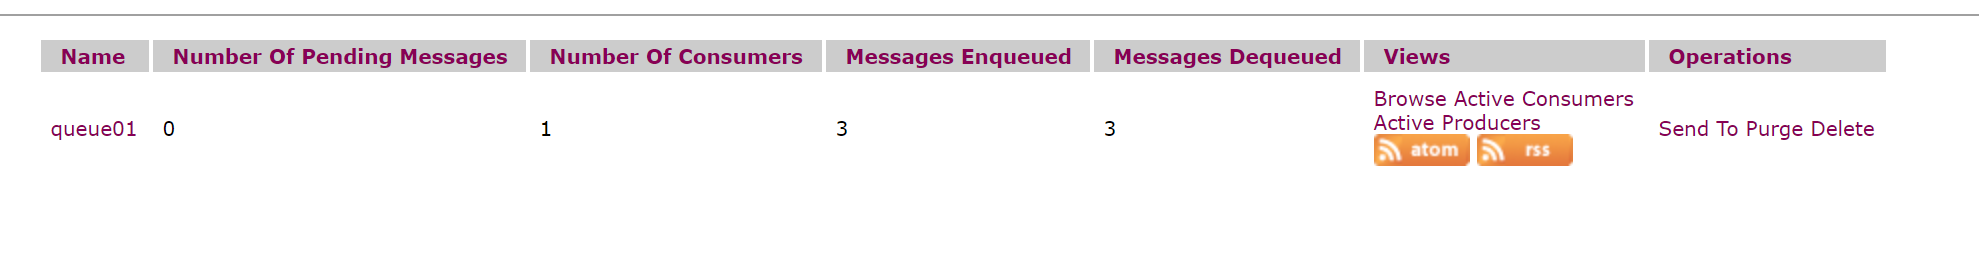 Name Number Of Pending Messages Number Of Consumers Messages Enqueued Messages Dequeued Views Operations
queue01 0 1 3 3 Browse Active Consumers
Active Producers
atom rss
Send To Purge Delete